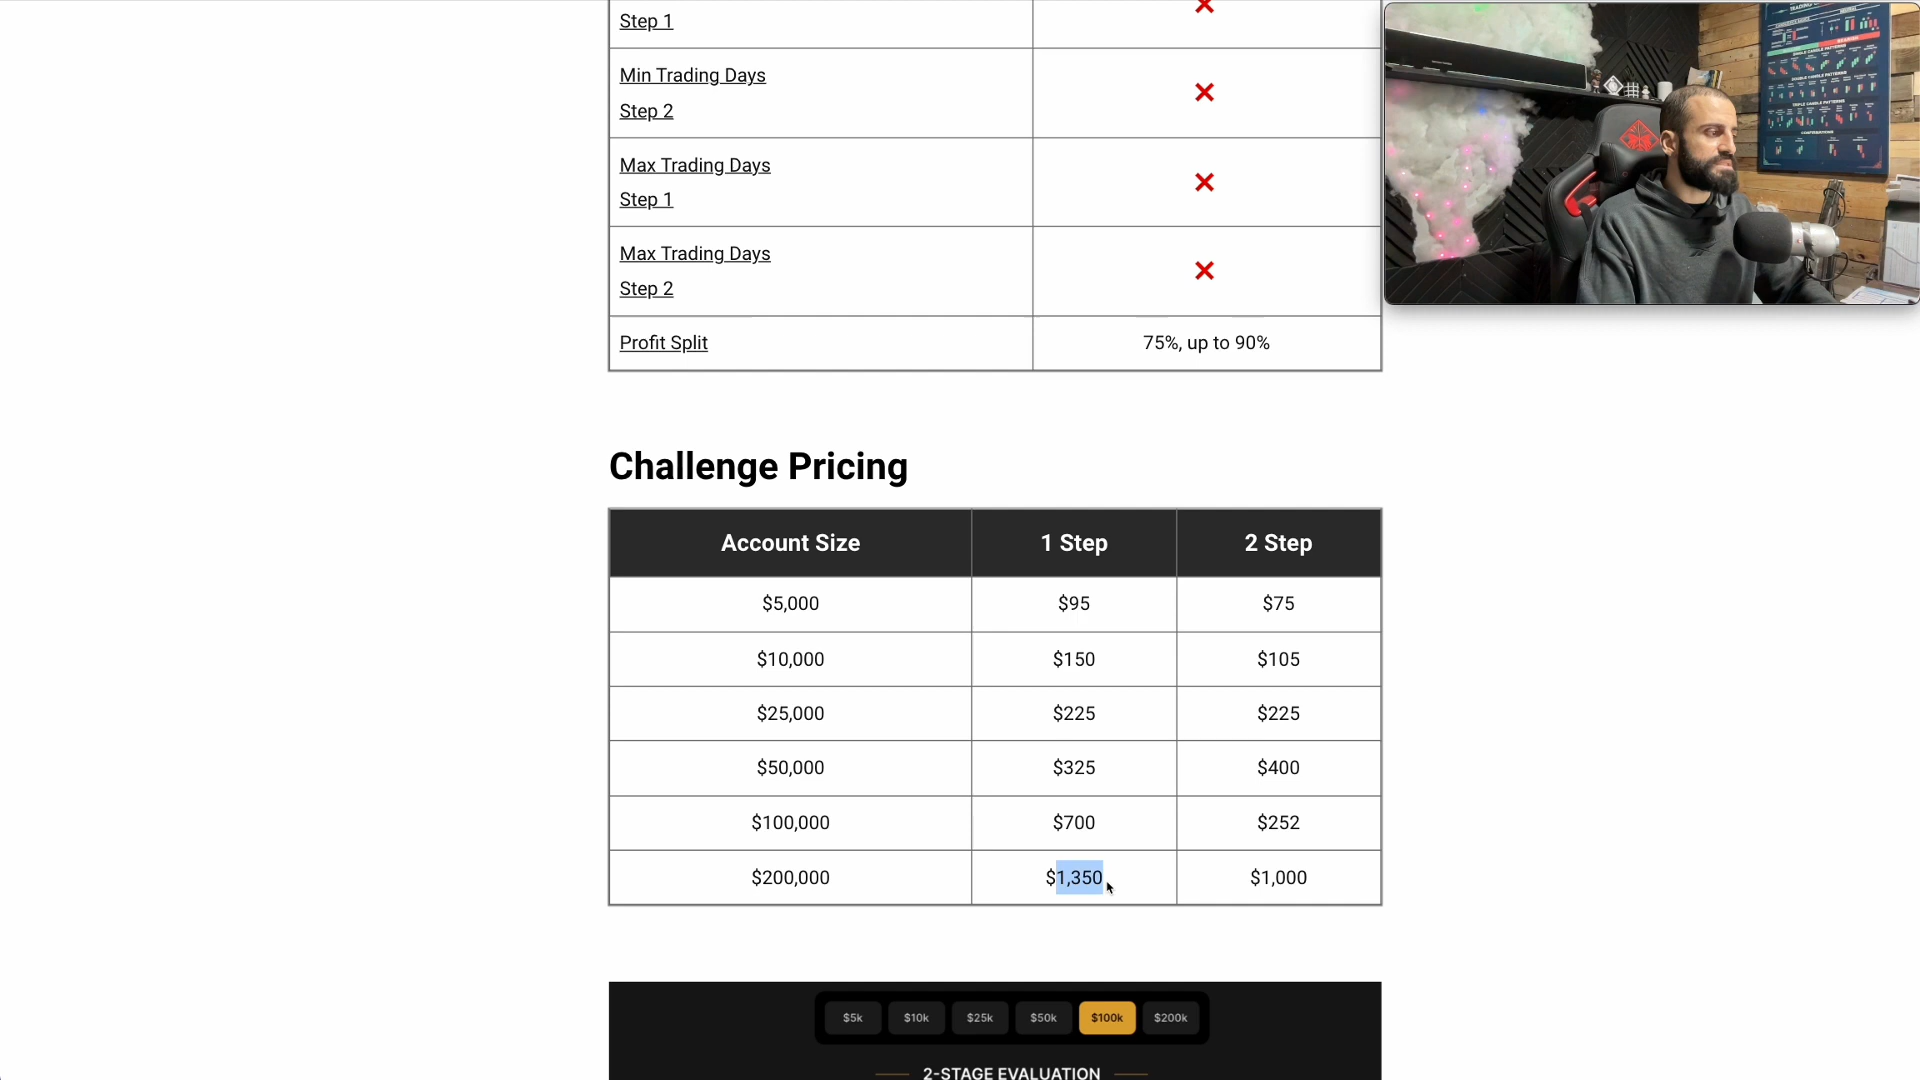 Step 1
Min Trading Days
Step 2
Max Trading Days
Step 1
Max Trading Days
Step 2
Profit Split 75%, up to 90%
Challenge Pricing
Account Size 1 Step 2 Step
$5,000 $95 $75
$10,000 $150 $105
$25,000 $225 $225
$50,000 $325 $400
$100,000 $700 $252
$200,000 $1,350 $1,000
$5k $10k $25k $50k $100k $200k
2-STAGE EVALUATION